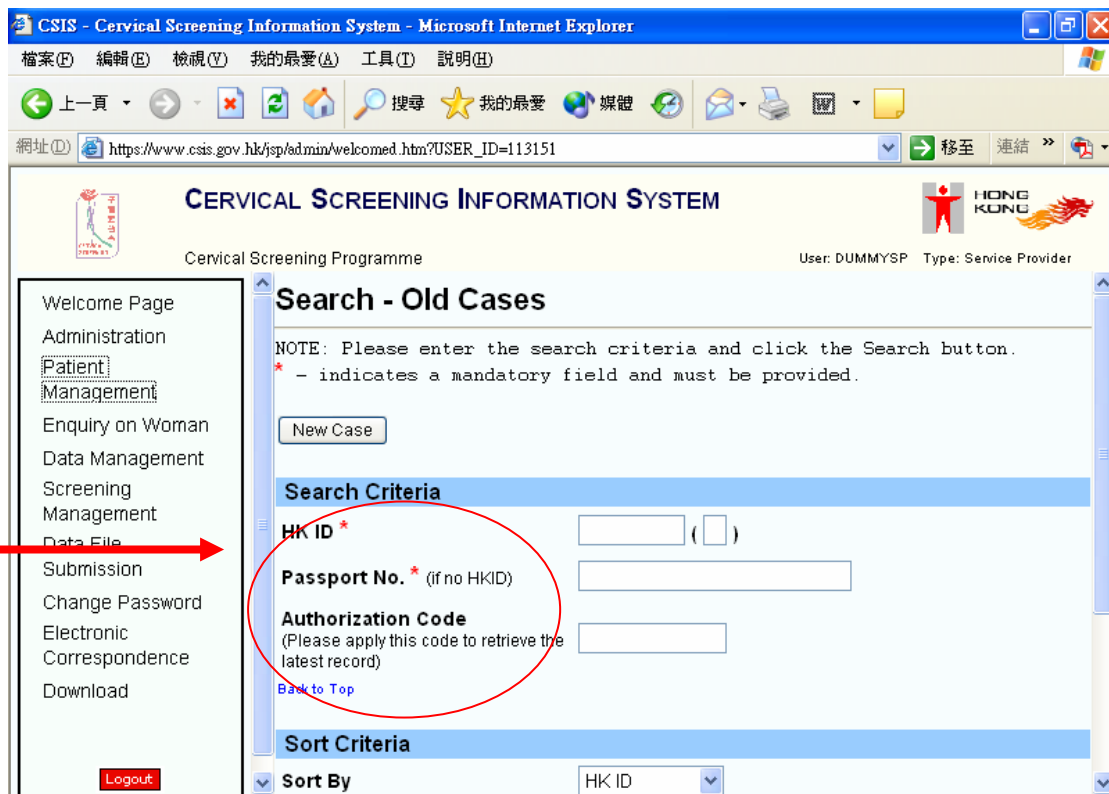 CSIS - Cervical Screening Information System - Microsoft Internet Explorer
檔案(F) 編輯(E) 檢視(V) 我的最愛(A) 工具(T) 說明(H)
上一頁 搜尋 我的最愛 媒體
網址(D) https://www.csis.gov.hk/jsp/admin/welcomed.htm?USER_ID=113151 移至 連結 »
CERVICAL SCREENING INFORMATION SYSTEM
HONG
KONG
Cervical Screening Programme
User: DUMMYSP Type: Service Provider
Welcome Page
Administration
Patient
Management
Enquiry on Woman
Data Management
Screening
Management
Data File
Submission
Change Password
Electronic
Correspondence
Download
Logout
Search - Old Cases
NOTE: Please enter the search criteria and click the Search button.
* - indicates a mandatory field and must be provided.
New Case
Search Criteria
HK ID * ( )
Passport No. * (if no HKID)
Authorization Code
(Please apply this code to retrieve the
latest record)
Back to Top
Sort Criteria
Sort By HK ID